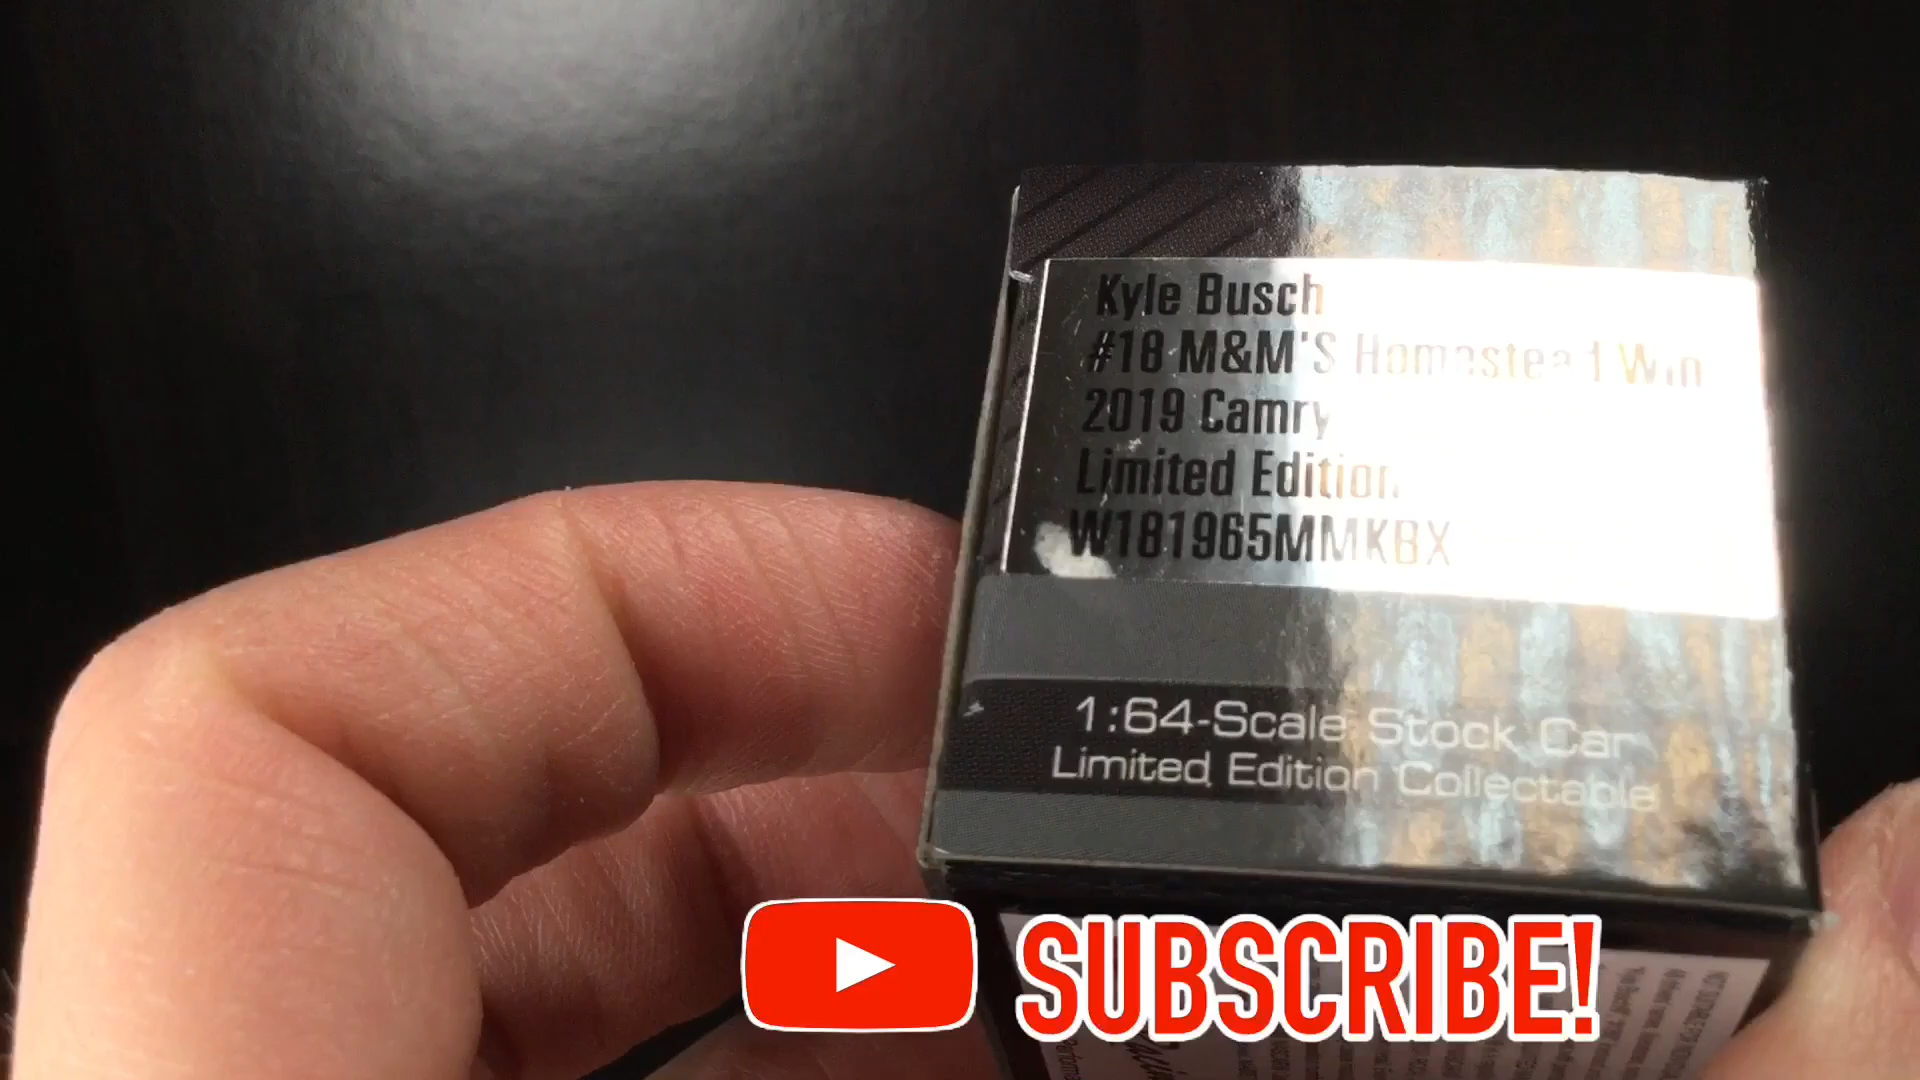 Kyle Busch
#18 M&M'S Homestead Win
2019 Camry
Limited Edition
W181965MMKBX
1:64-Scale Stock Car
Limited Edition Collectable
SUBSCRIBE!